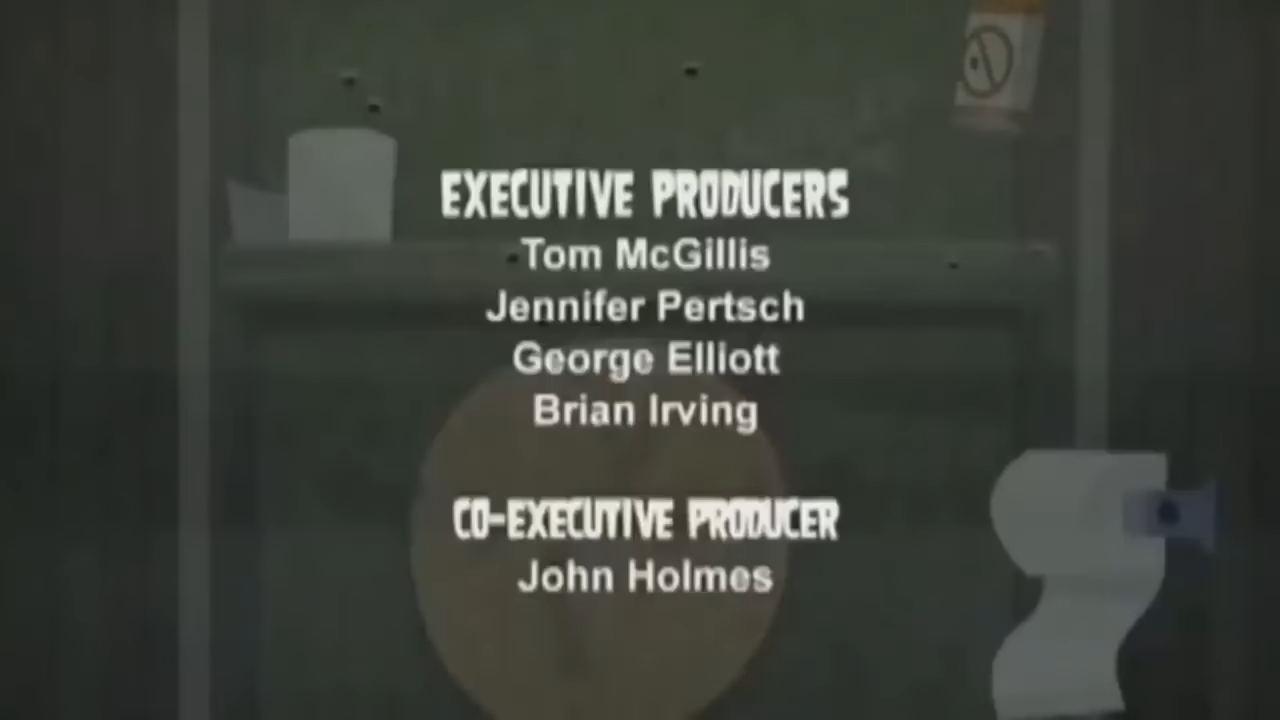 EXECUTIVE PRODUCERS
Tom McGillis
Jennifer Pertsch
George Elliott
Brian Irving
CO-EXECUTIVE PRODUCER
John Holmes